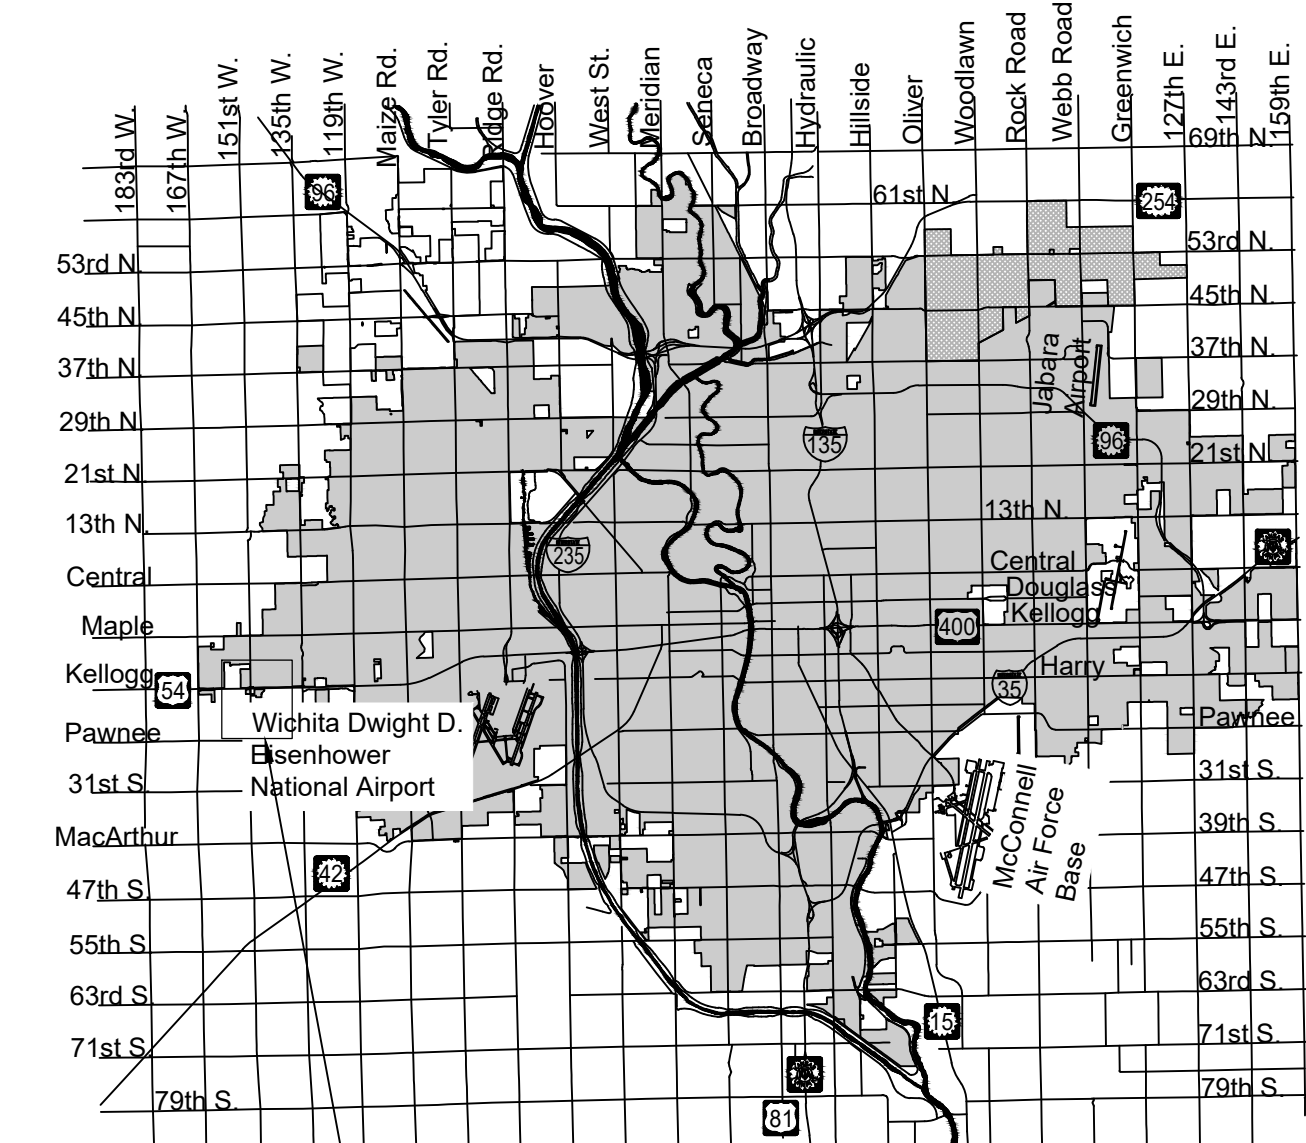 183rd W.
167th W.
151st W.
135th W.
119th W.
Maize Rd.
Tyler Rd.
Ridge Rd.
Hoover
West St.
Meridian
Seneca
Broadway
Hydraulic
Hillside
Oliver
Woodlawn
Rock Road
Webb Road
Greenwich
127th E.
143rd E.
159th E.
69th N.
96
61st N.
254
53rd N.
53rd N.
45th N.
45th N.
37th N.
37th N.
Jabara
Airport
29th N.
29th N.
135
96
21st N.
21st N.
13th N.
13th N.
235
Central
Central
Douglass
Maple
Kellogg
400
Kellogg
Harry
54
35
Pawnee
Pawnee
Wichita Dwight D.
Eisenhower
National Airport
31st S.
31st S.
McConnell
Air Force
Base
MacArthur
39th S.
42
47th S.
47th S.
55th S.
55th S.
63rd S.
63rd S.
15
71st S.
71st S.
79th S.
79th S.
81